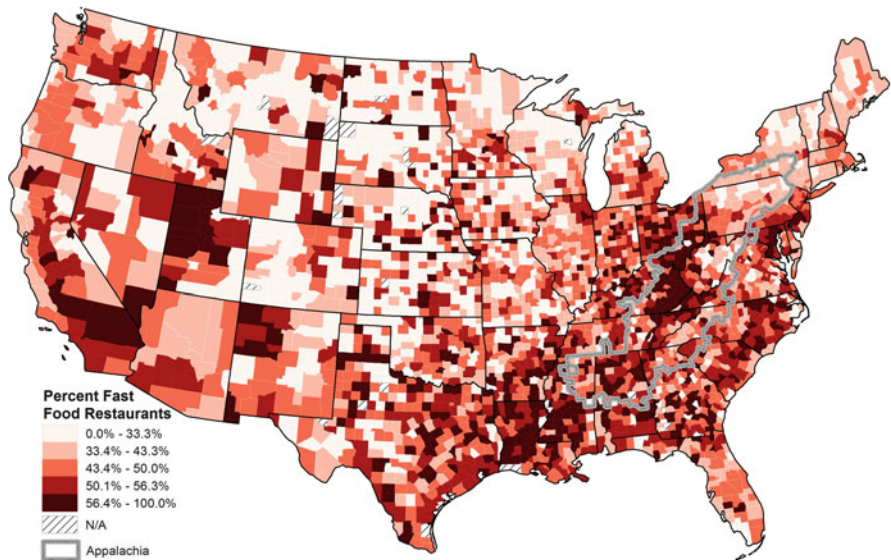 Percent Fast
Food Restaurants
0.0% - 33.3%
33.4% - 43.3%
43.4% - 50.0%
50.1% - 56.3%
56.4% - 100.0%
N/A
Appalachia